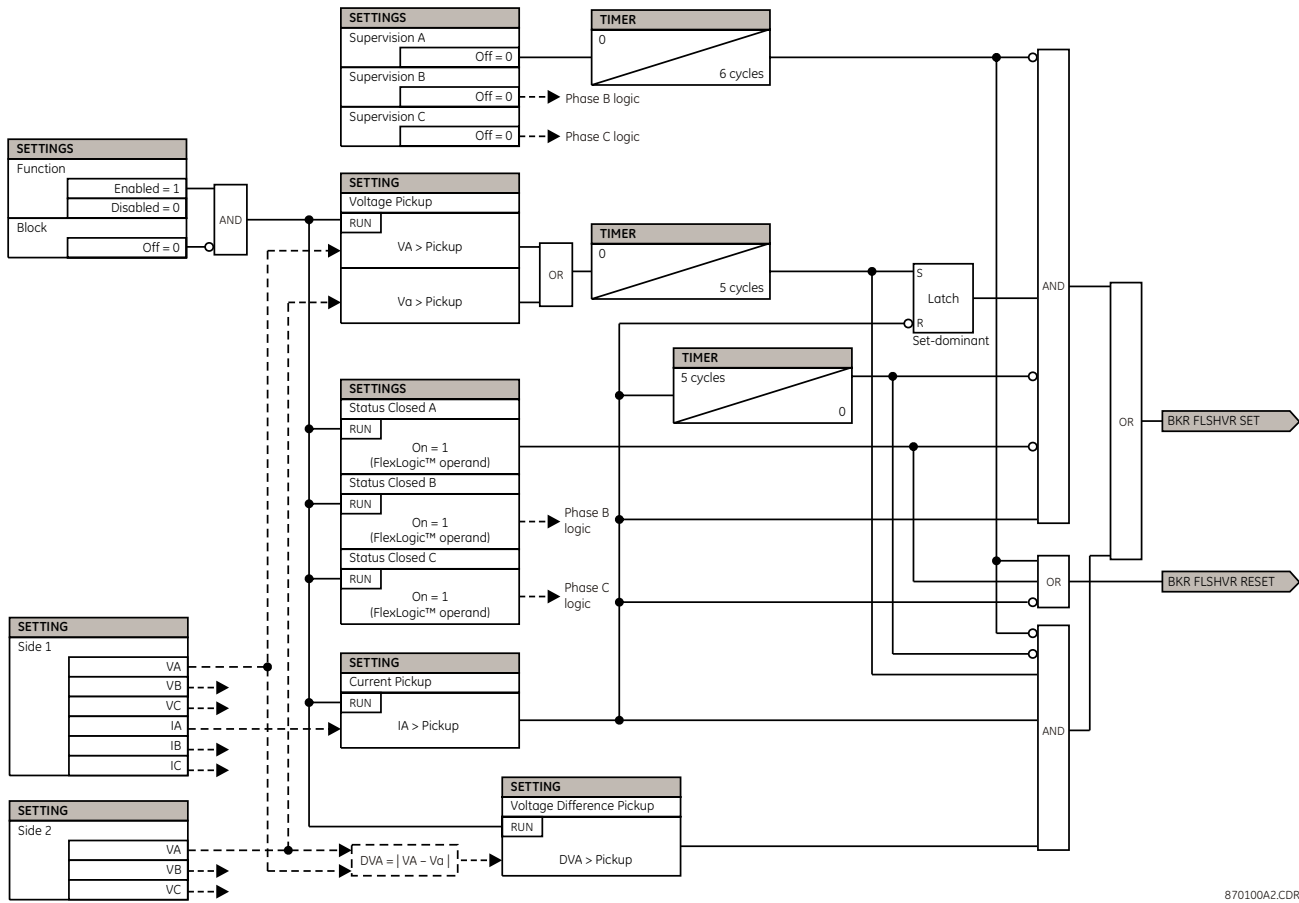 SETTINGS
Supervision A
Off = 0
Supervision B
Off = 0
Supervision C
Off = 0
TIMER
0
6 cycles
Phase B logic
Phase C logic
SETTINGS
Function
Enabled = 1
Disabled = 0
Block
Off = 0
AND
SETTING
Voltage Pickup
RUN
VA > Pickup
Va > Pickup
OR
TIMER
0
5 cycles
S
Latch
R
Set-dominant
TIMER
5 cycles
0
AND
OR
BKR FLSHVR SET
SETTINGS
Status Closed A
RUN
On = 1
(FlexLogic™ operand)
Status Closed B
RUN
On = 1
(FlexLogic™ operand)
Status Closed C
RUN
On = 1
(FlexLogic™ operand)
Phase B
logic
Phase C
logic
OR
BKR FLSHVR RESET
SETTING
Side 1
VA
VB
VC
IA
IB
IC
SETTING
Current Pickup
RUN
IA > Pickup
AND
SETTING
Side 2
VA
VB
VC
DVA = | VA – Va |
SETTING
Voltage Difference Pickup
RUN
DVA > Pickup
870100A2.CDR